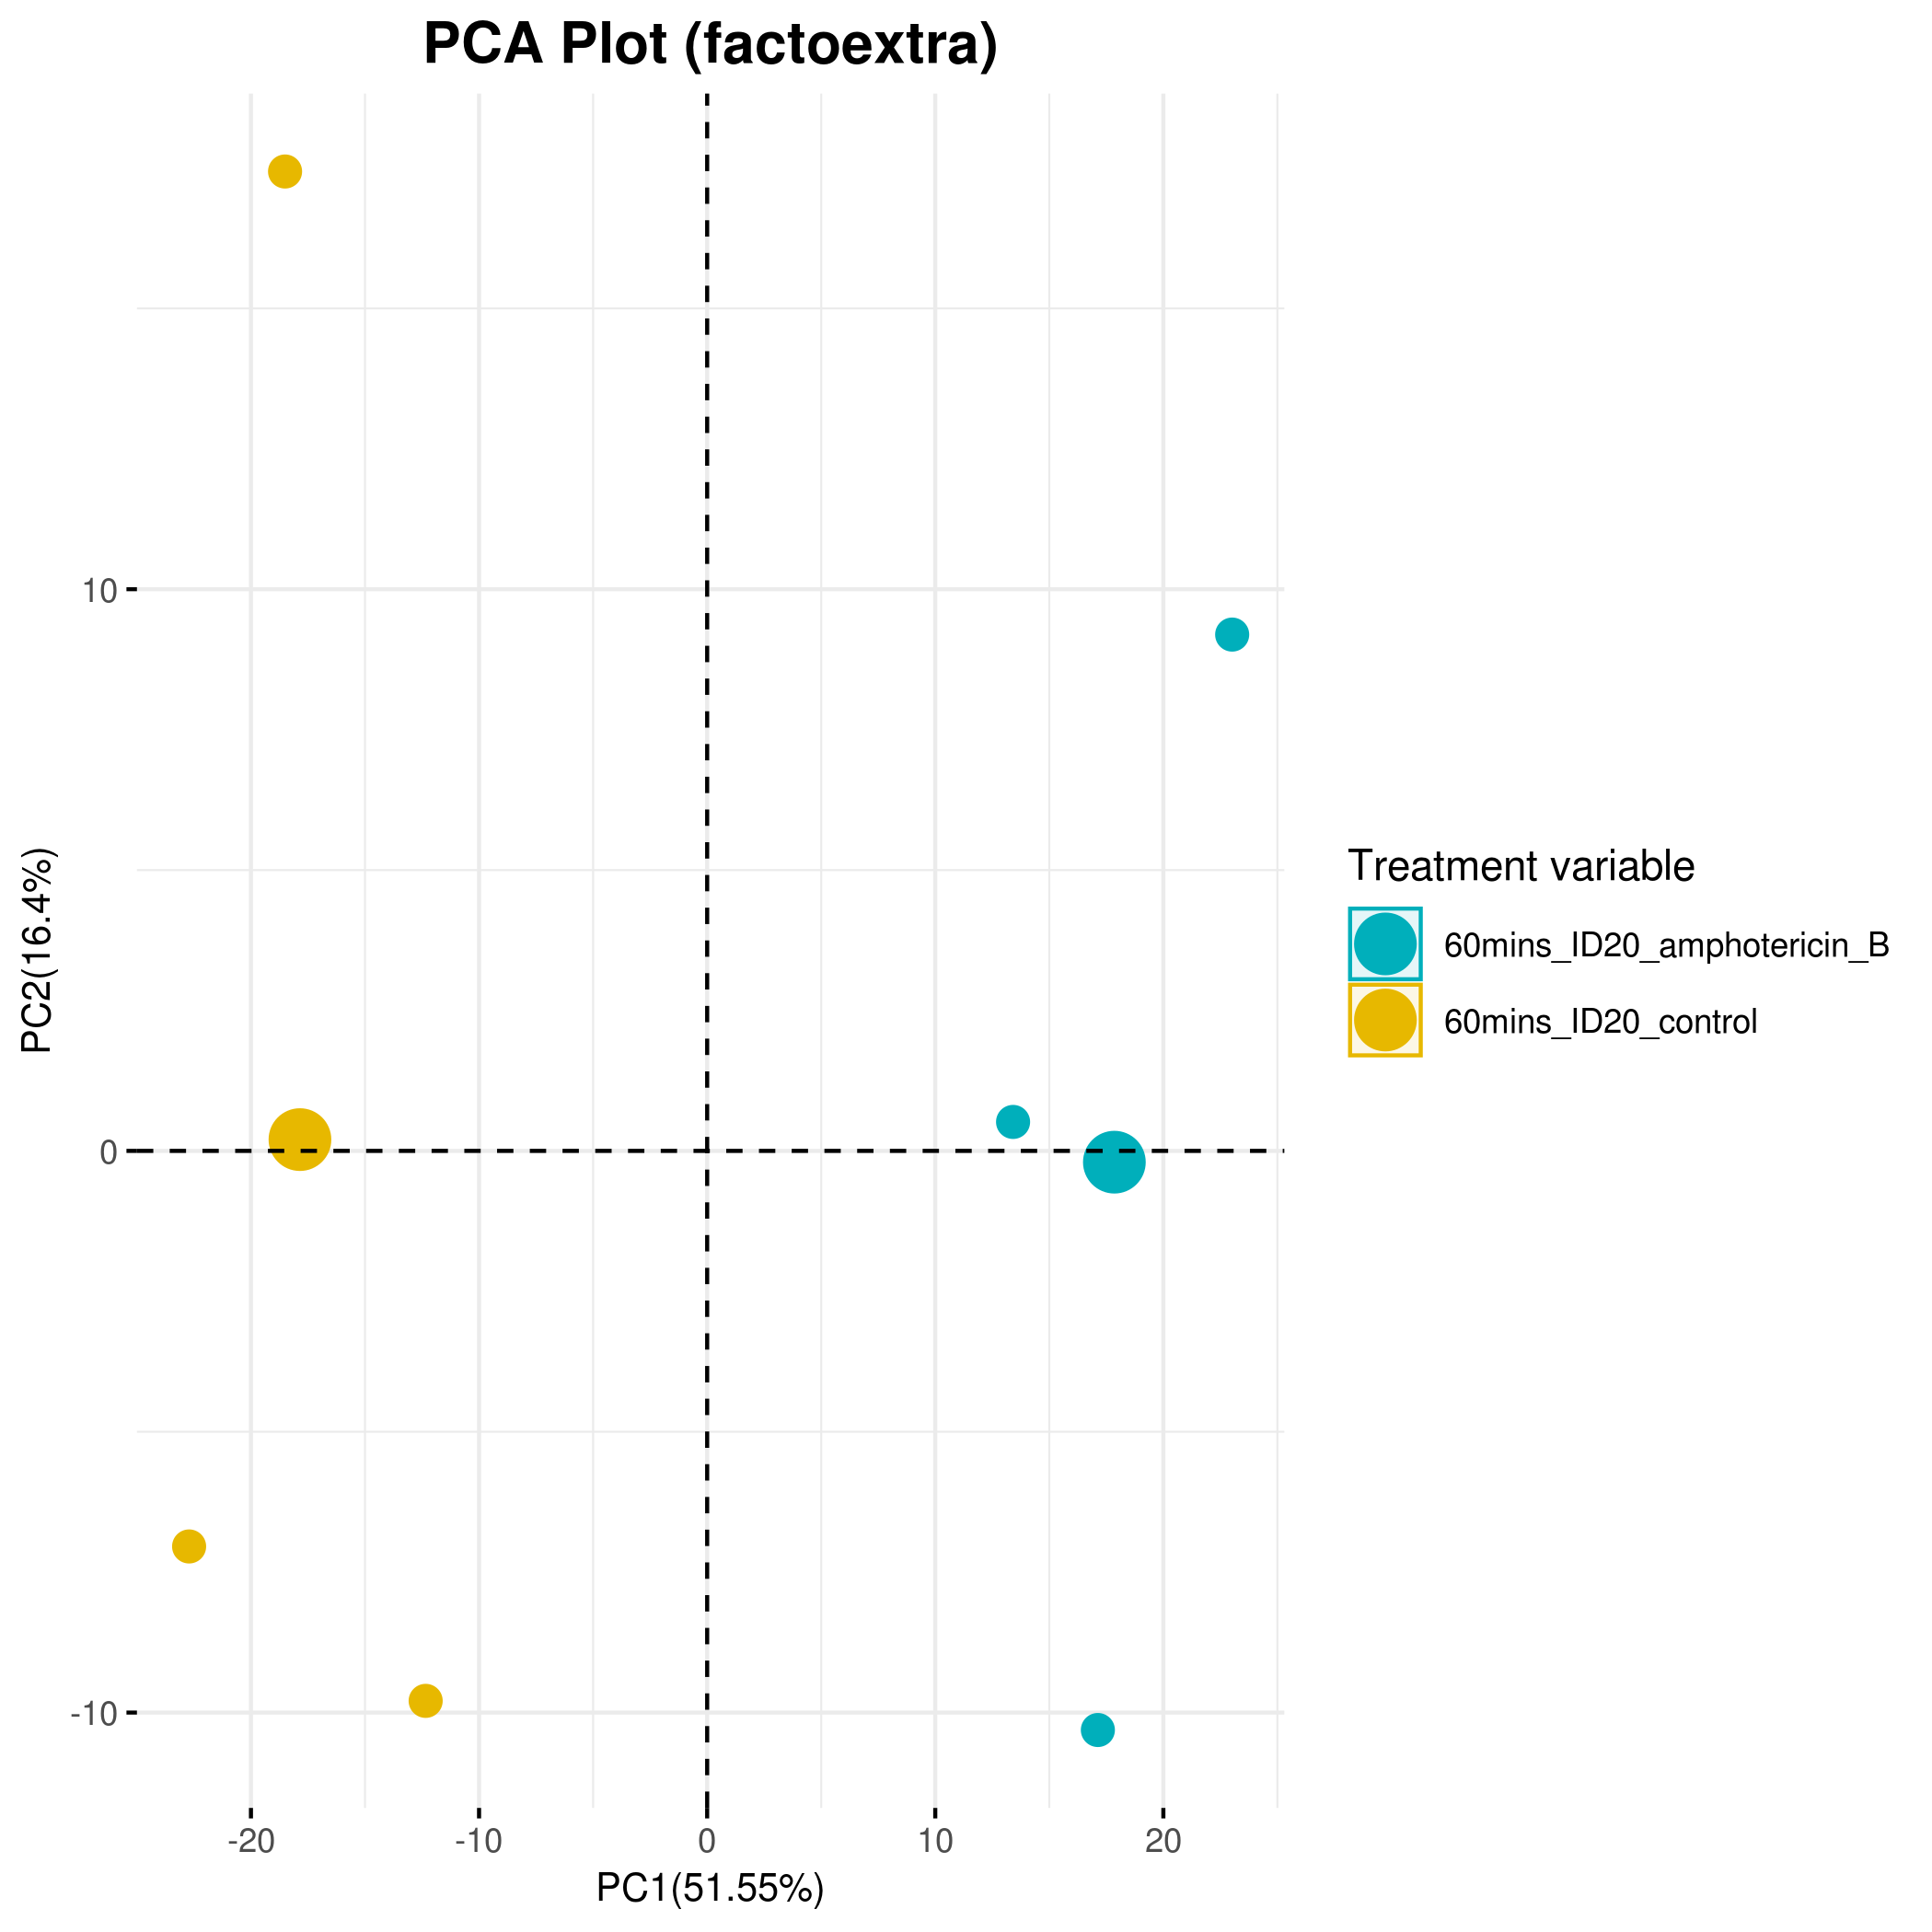 PCA Plot (factoextra)
10
0
-10
PC2(16.4%)
-20
-10
0
10
20
PC1(51.55%)
Treatment variable
60mins_ID20_amphotericin_B
60mins_ID20_control